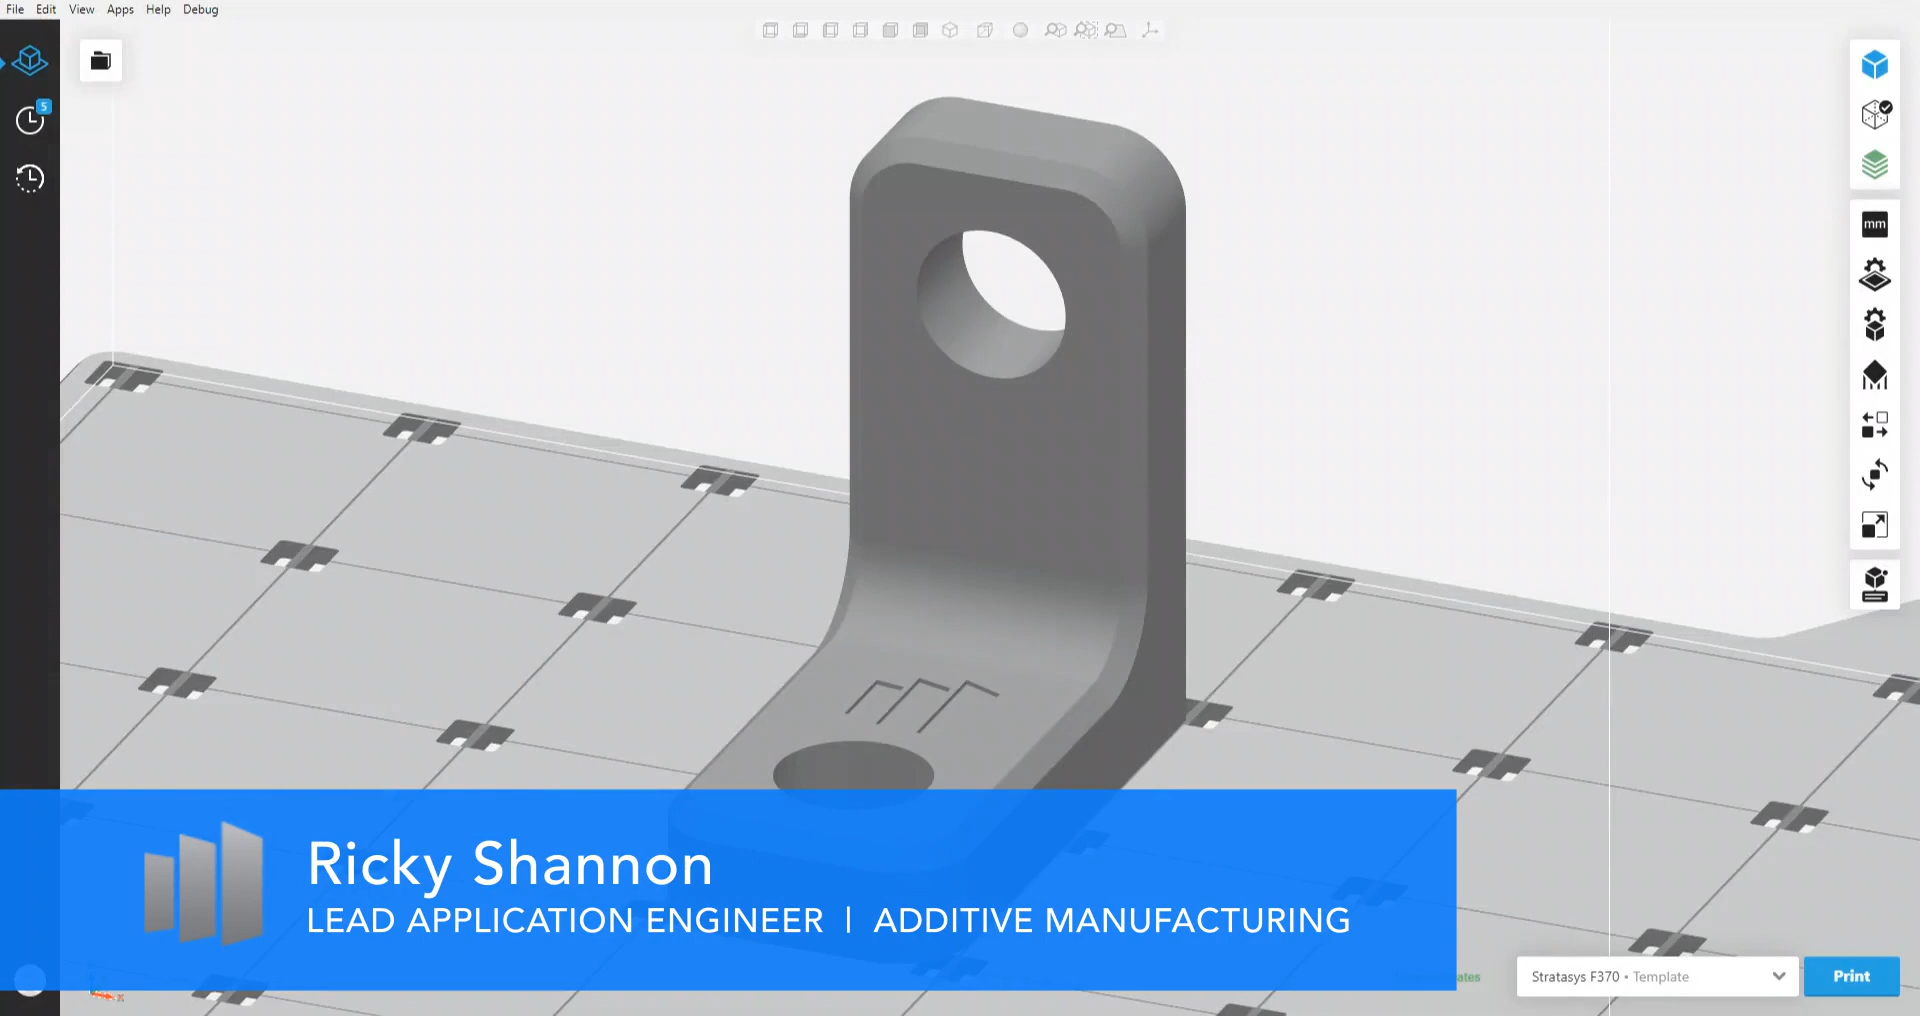 File Edit View Apps Help Debug
5
mm
Ricky Shannon
LEAD APPLICATION ENGINEER | ADDITIVE MANUFACTURING
Stratasys F370 • Template
Print